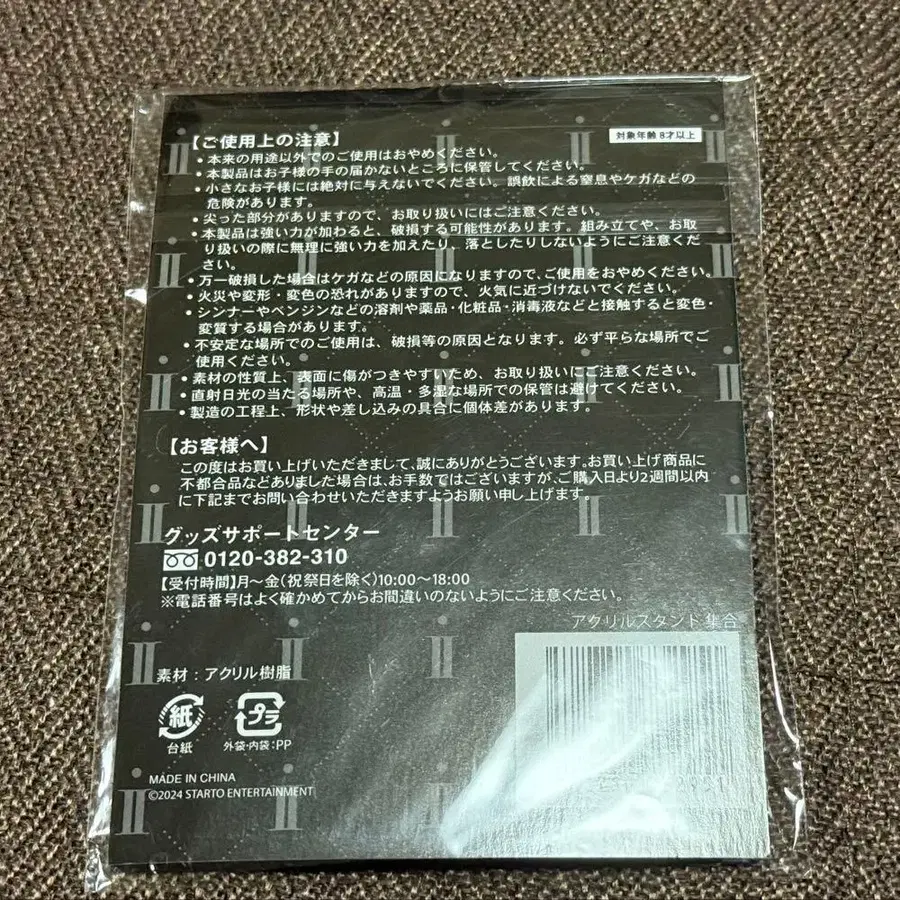 【ご使用上の注意】
対象年齢 8才以上
・本来の用途以外でのご使用はおやめください。
・本製品はお子様の手の届かないところに保管してください。
・小さなお子様には絶対に与えないでください。誤飲による窒息やケガなどの
危険があります。
・尖った部分がありますので、お取り扱いにはご注意ください。
・本製品は強い力が加わると、破損する可能性があります。組み立てや、お取
り扱いの際に無理に強い力を加えたり、落としたりしないようにご注意くだ
さい。
・万一破損した場合はケガなどの原因になりますので、ご使用をおやめください。
・火災や変形・変色の恐れがありますので、火気に近づけないでください。
・シンナーやベンジンなどの溶剤や薬品・化粧品・消毒液などと接触すると変色・
変質する場合があります。
・不安定な場所でのご使用は、破損等の原因となります。必ず平らな場所でご
使用ください。
・素材の性質上、表面に傷がつきやすいため、お取り扱いにご注意ください。
・直射日光の当たる場所や、高温・多湿な場所での保管は避けてください。
・製造の工程上、形状や差し込みの具合に個体差があります。
【お客様へ】
この度はお買い上げいただきまして、誠にありがとうございます。お買い上げ商品に
不都合品などありました場合は、お手数ではございますが、ご購入日より2週間以内
に下記までお問い合わせいただきますようお願い申し上げます。
グッズサポートセンター
0120-382-310
【受付時間】月〜金(祝祭日を除く)10:00〜18:00
※電話番号はよく確かめてからお間違いのないようにご注意ください。
アクリルスタンド 集合
素材：アクリル樹脂
紙
プラ
台紙
外袋・内袋:PP
MADE IN CHINA
©2024 STARTO ENTERTAINMENT